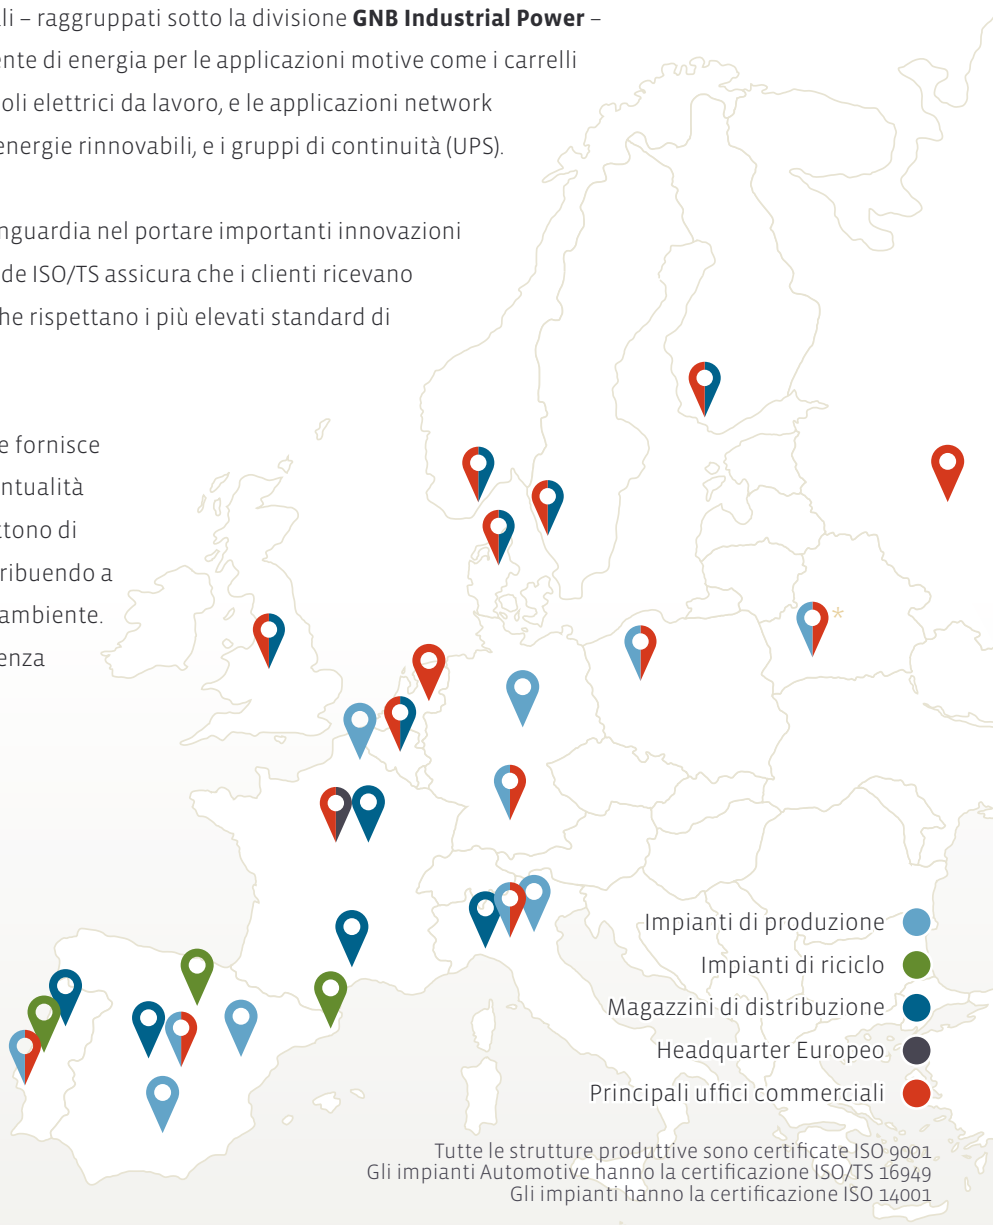 li – raggruppati sotto la divisione GNB Industrial Power –
ente di energia per le applicazioni motive come i carrelli
oli elettrici da lavoro, e le applicazioni network
energie rinnovabili, e i gruppi di continuità (UPS).
nguardia nel portare importanti innovazioni
de ISO/TS assicura che i clienti ricevano
he rispettano i più elevati standard di
e fornisce
ntualità
ttono di
ribuendo a
ambiente.
enza
*
Impianti di produzione
Impianti di riciclo
Magazzini di distribuzione
Headquarter Europeo
Principali uffici commerciali
Tutte le strutture produttive sono certificate ISO 9001
Gli impianti Automotive hanno la certificazione ISO/TS 16949
Gli impianti hanno la certificazione ISO 14001